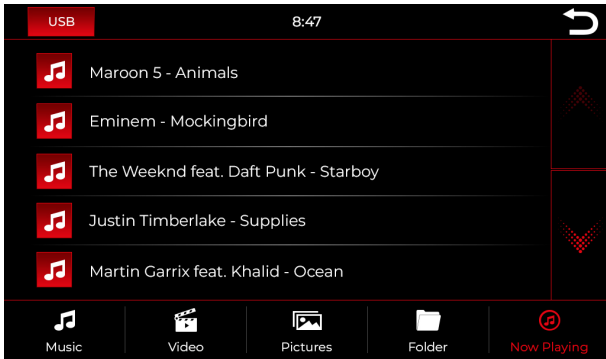 USB
8:47
Maroon 5 - Animals
Eminem - Mockingbird
The Weeknd feat. Daft Punk - Starboy
Justin Timberlake - Supplies
Martin Garrix feat. Khalid - Ocean
Music
Video
Pictures
Folder
Now Playing